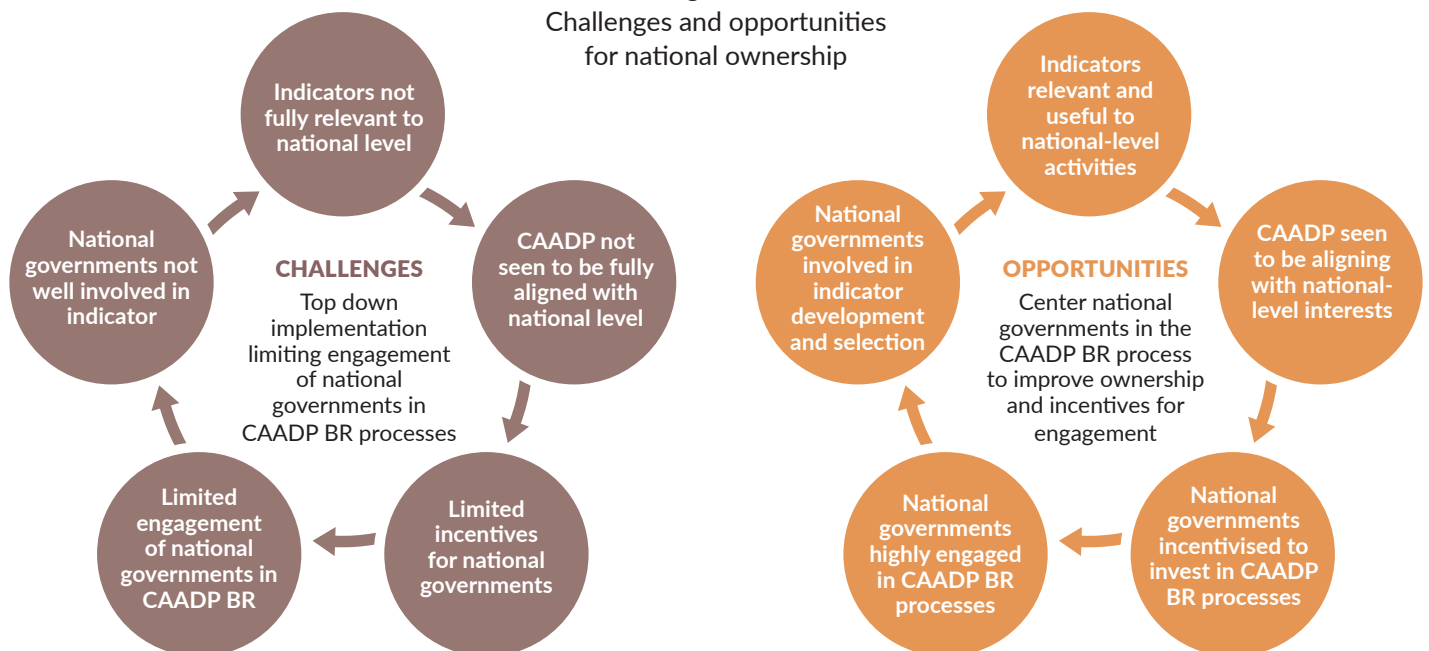 Challenges and opportunities
for national ownership
Indicators not
fully relevant to
national level
CAADP not
seen to be fully
aligned with
national level
Limited
incentives
for national
governments
Limited
engagement
of national
governments in
CAADP BR
National
governments not
well involved in
indicator
CHALLENGES
Top down
implementation
limiting engagement
of national
governments in
CAADP BR processes
Indicators
relevant and
useful to
national-level
activities
CAADP seen
to be aligning
with national-
level interests
National
governments
incentivised to
invest in CAADP
BR processes
National
governments
highly engaged
in CAADP BR
processes
National
governments
involved in
indicator
development
and selection
OPPORTUNITIES
Center national
governments in the
CAADP BR process
to improve ownership
and incentives for
engagement